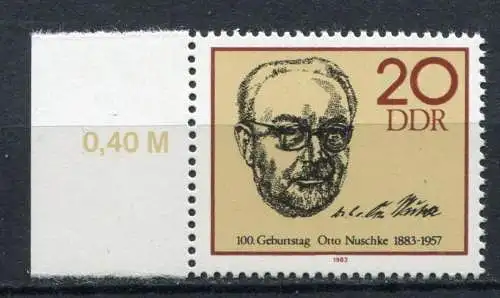 0,40 M
20
DDR
100. Geburtstag Otto Nuschke 1883-1957
1983